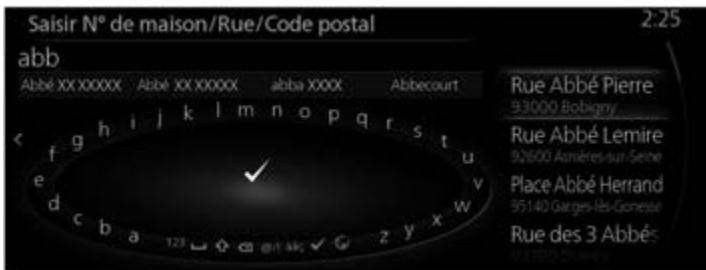 Saisir N° de maison/Rue/Code postal 2:25
abb
Abbé XX XXXXX Abbé XX XXXXX abba XXXX Abbecourt
Rue Abbé Pierre
93000 Bobigny
Rue Abbé Lemire
92600 Asnières-sur-Seine
Place Abbé Herrand
95140 Garges-lès-Gonesse
Rue des 3 Abbés
a b c d e f g h i j k l m n o p q r s t u v w x y z
123